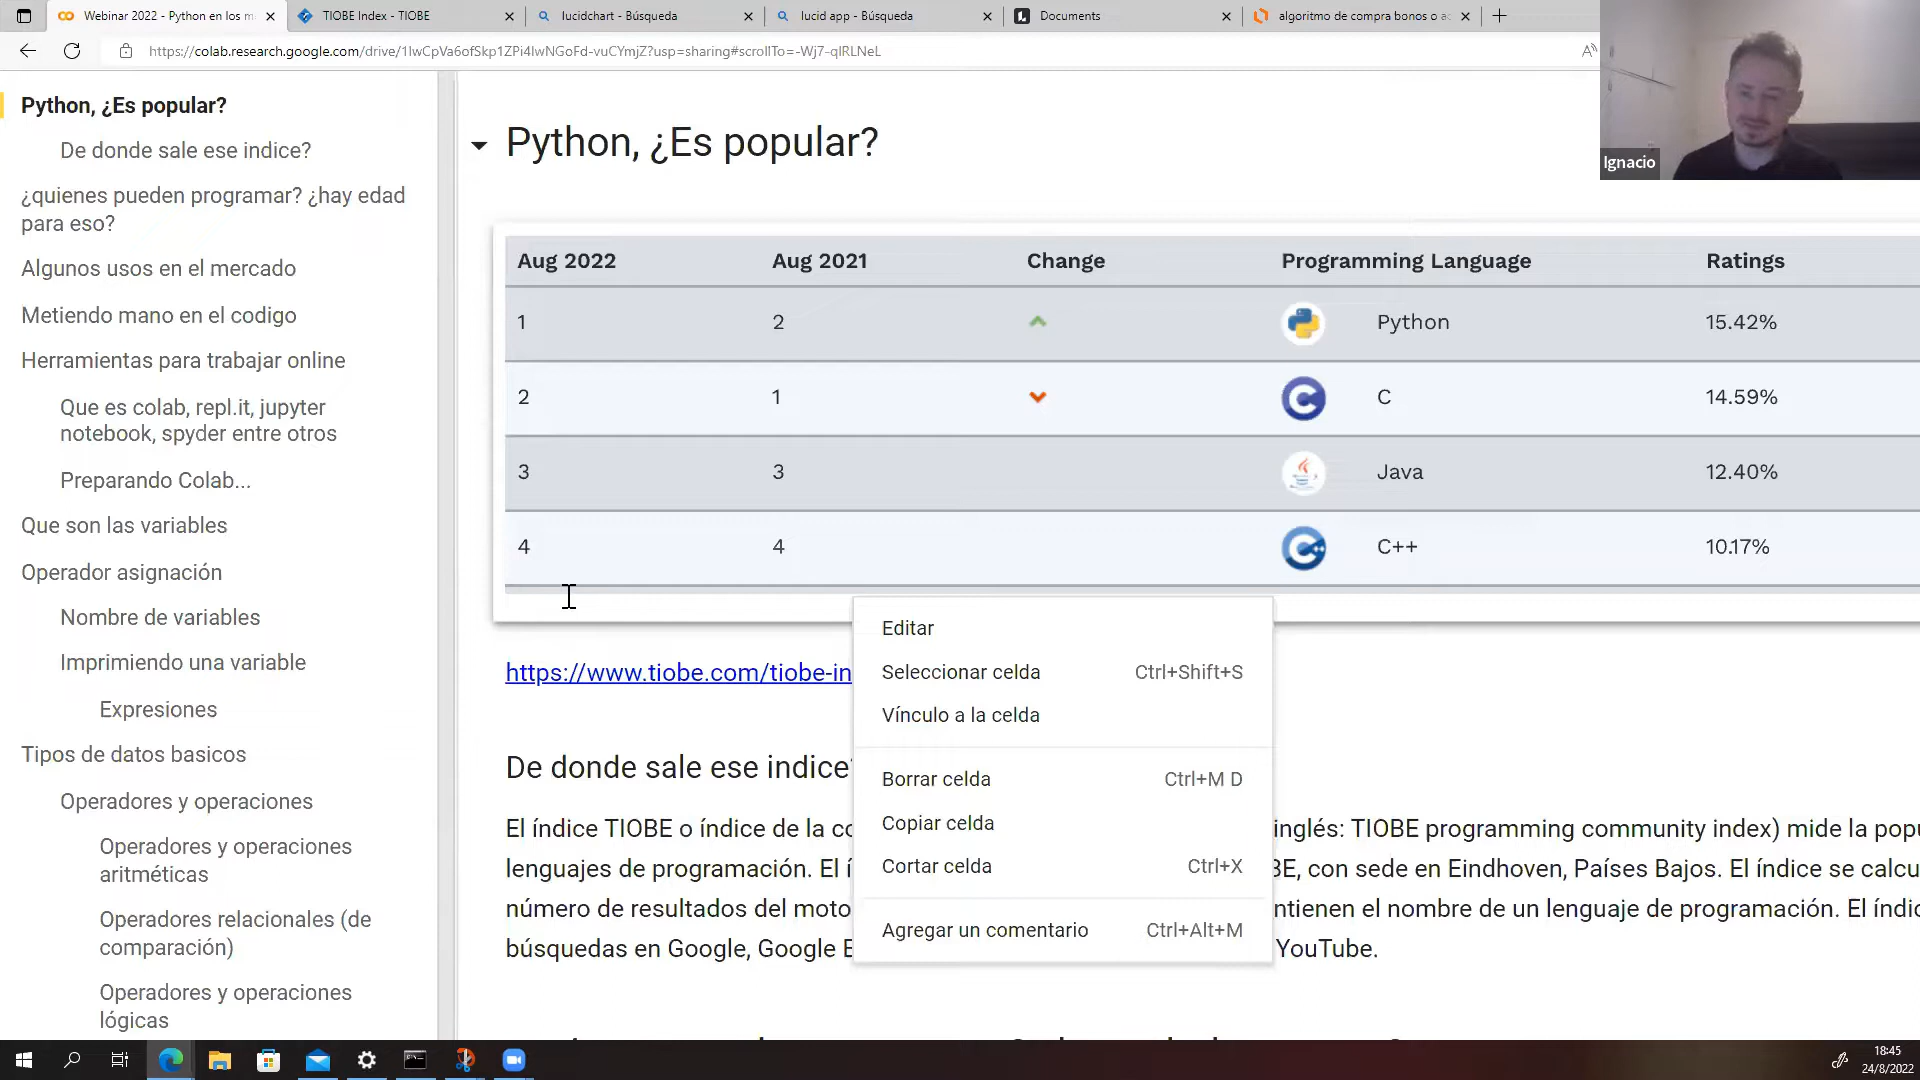 Webinar 2022 - Python en los m
TIOBE Index - TIOBE
lucidchart - Búsqueda
lucid app - Búsqueda
Documents
algoritmo de compra bonos o ac
https://colab.research.google.com/drive/1IwCpVa6ofSkp1ZPi4IwNGoFd-vuCYmjZ?usp=sharing#scrollTo=-Wj7-qIRLNeL
Ignacio
Python, ¿Es popular?
De donde sale ese indice?
¿quienes pueden programar? ¿hay edad
para eso?
Algunos usos en el mercado
Metiendo mano en el codigo
Herramientas para trabajar online
Que es colab, repl.it, jupyter
notebook, spyder entre otros
Preparando Colab...
Que son las variables
Operador asignación
Nombre de variables
Imprimiendo una variable
Expresiones
Tipos de datos basicos
Operadores y operaciones
Operadores y operaciones
aritméticas
Operadores relacionales (de
comparación)
Operadores y operaciones
lógicas
Python, ¿Es popular?
Aug 2022 Aug 2021 Change Programming Language Ratings
1 2 Python 15.42%
2 1 C 14.59%
3 3 Java 12.40%
4 4 C++ 10.17%
https://www.tiobe.com/tiobe-in
De donde sale ese indice
El índice TIOBE o índice de la co inglés: TIOBE programming community index) mide la popu
lenguajes de programación. El í BE, con sede en Eindhoven, Países Bajos. El índice se calcu
número de resultados del moto ntienen el nombre de un lenguaje de programación. El índic
búsquedas en Google, Google B YouTube.
Editar
Seleccionar celda Ctrl+Shift+S
Vínculo a la celda
Borrar celda Ctrl+M D
Copiar celda
Cortar celda Ctrl+X
Agregar un comentario Ctrl+Alt+M
18:45
24/8/2022